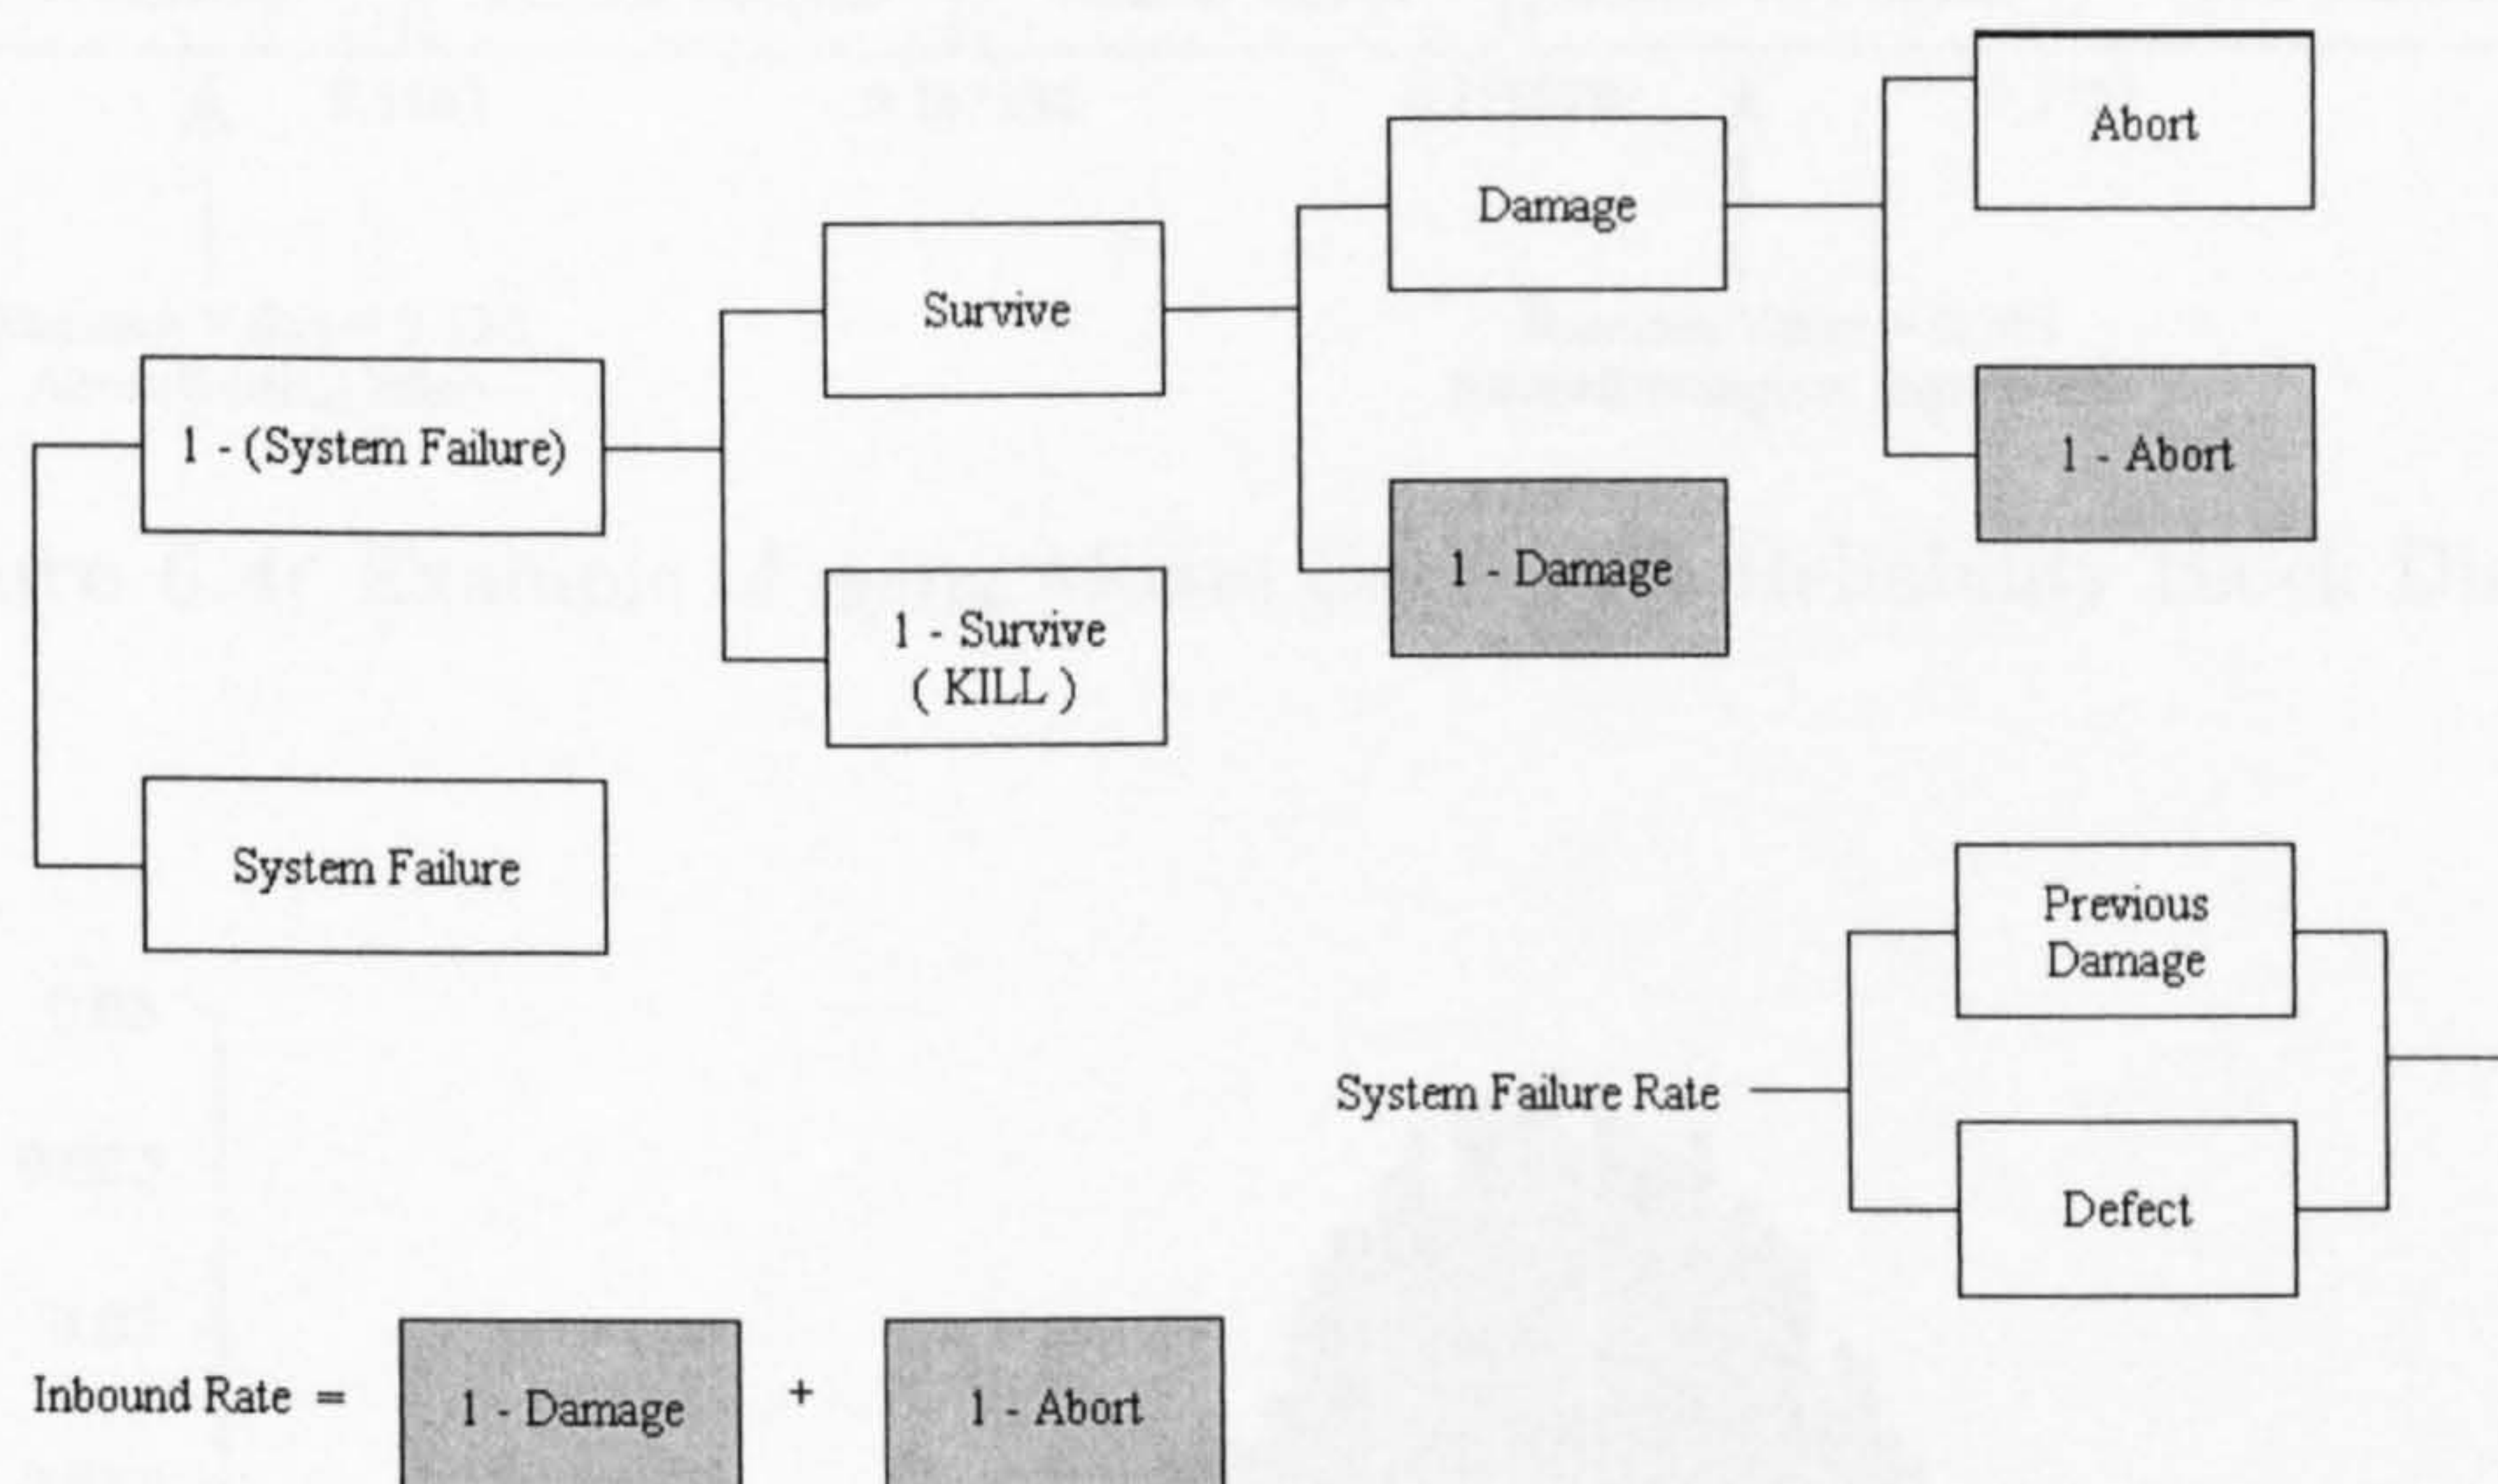 Abort
Damage
Survive
1 - (System Failure)
1 - Abort
1 - Damage
1 - Survive
( KILL )
System Failure
Previous
Damage
System Failure Rate
Defect
Inbound Rate =
1 - Damage
+
1 - Abort